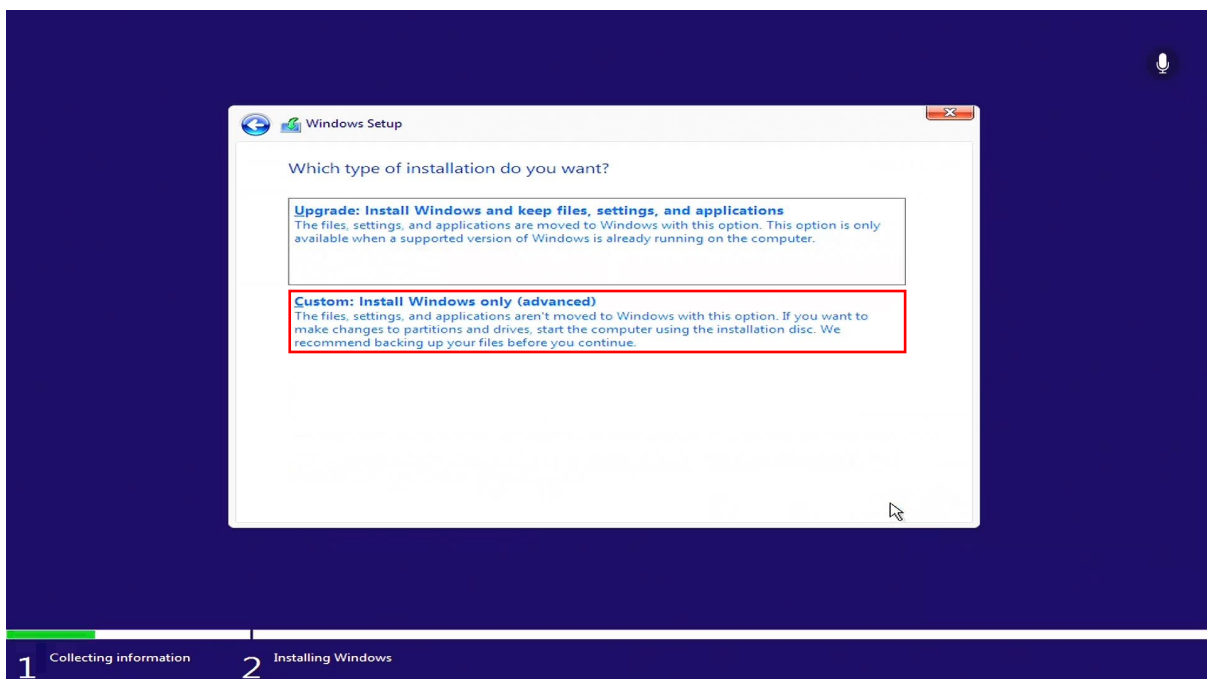 Windows Setup
Which type of installation do you want?
Upgrade: Install Windows and keep files, settings, and applications
The files, settings, and applications are moved to Windows with this option. This option is only
available when a supported version of Windows is already running on the computer.
Custom: Install Windows only (advanced)
The files, settings, and applications aren't moved to Windows with this option. If you want to
make changes to partitions and drives, start the computer using the installation disc. We
recommend backing up your files before you continue.
1 Collecting information 2 Installing Windows